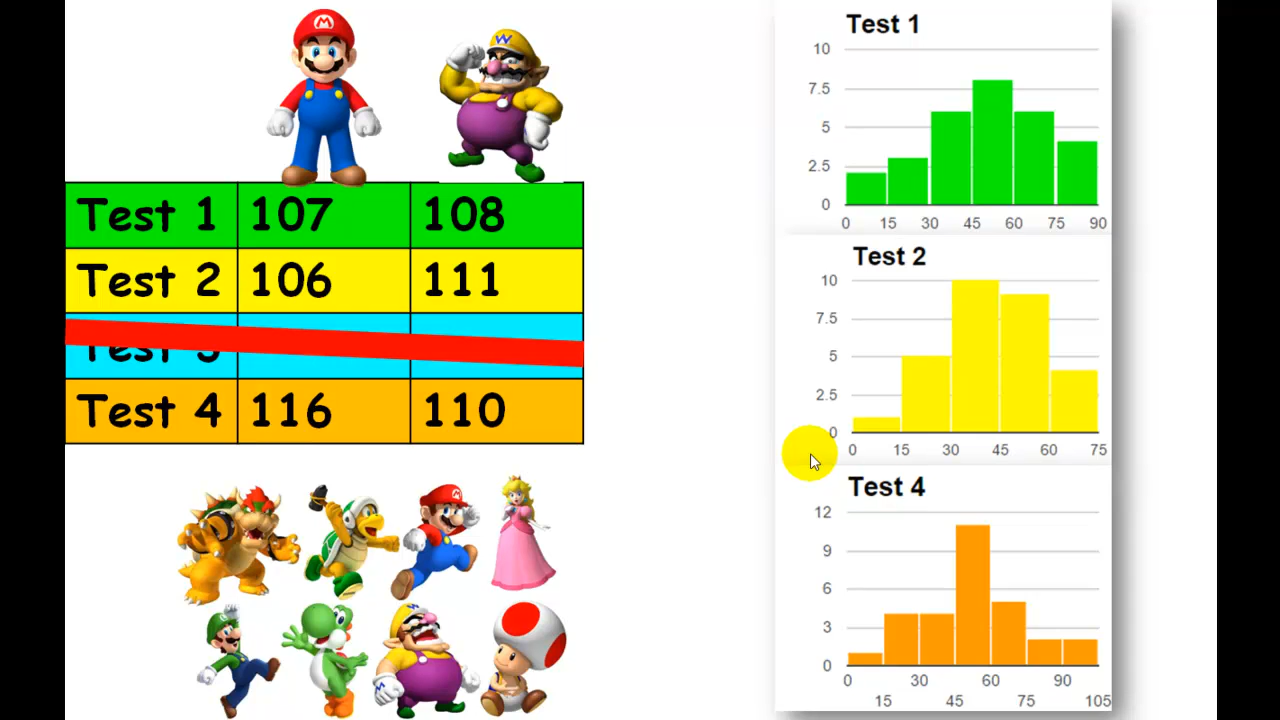 Test 1 107 108
Test 2 106 111
Test 3
Test 4 116 110
Test 1
10
7.5
5
2.5
0
0 15 30 45 60 75 90
Test 2
10
7.5
5
2.5
0
0 15 30 45 60 75
Test 4
12
9
6
3
0
0 30 60 90
15 45 75 105